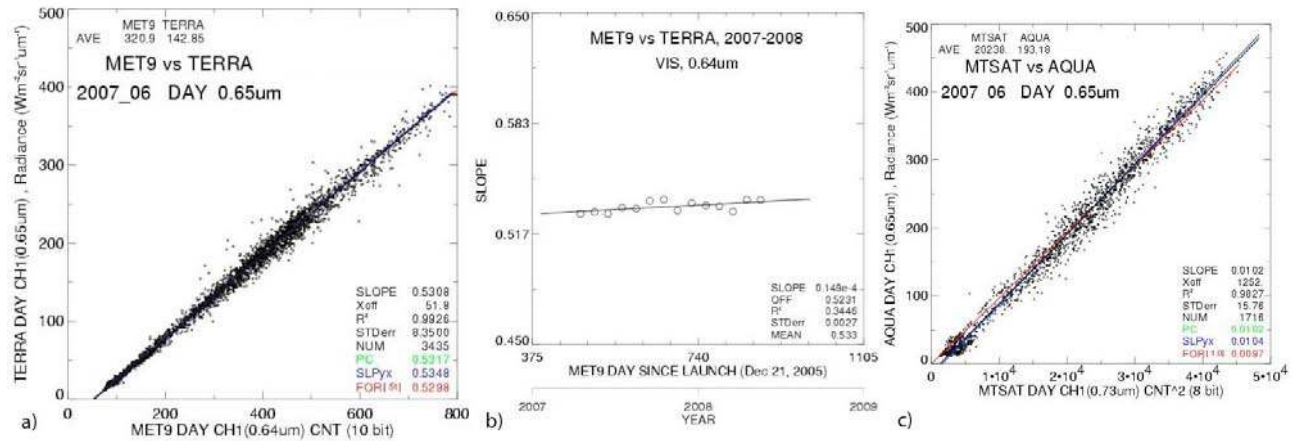 MET9 TERRA
AVE 320.9 142.85
MET9 vs TERRA
2007_06 DAY 0.65um
TERRA DAY CH1(0.65um) , Radiance (Wm⁻²sr⁻¹um⁻¹)
400
300
200
100
0
SLOPE 0.5308
Xoff 51.8
R² 0.9926
STDerr 8.3500
NUM 3435
PC 0.5317
SLPyx 0.5348
0 200 400 600 800
MET9 DAY CH1(0.64um) CNT (10 bit)
a)
MET9 vs TERRA, 2007-2008
VIS, 0.64um
SLOPE
0.650
0.583
0.517
0.450
SLOPE 0.148e-4
OFF 0.5231
R² 0.3446
STDerr 0.0027
MEAN 0.533
375 740 1105
MET9 DAY SINCE LAUNCH (Dec 21, 2005)
2007 2008 2009
YEAR
b)
MTSAT AQUA
AVE 20238. 193.18
MTSAT vs AQUA
2007 06 DAY 0.65um
AQUA DAY CH1(0.65um) , Radiance (Wm⁻²sr⁻¹um⁻¹)
500
400
300
200
100
0
SLOPE 0.0102
Xoff 1252.
R² 0.9827
STDerr 15.76
NUM 1716
PC 0.0102
SLPyx 0.0104
0 1•10⁴ 2•10⁴ 3•10⁴ 4•10⁴ 5•10⁴
MTSAT DAY CH1(0.73um) CNT^2 (8 bit)
c)